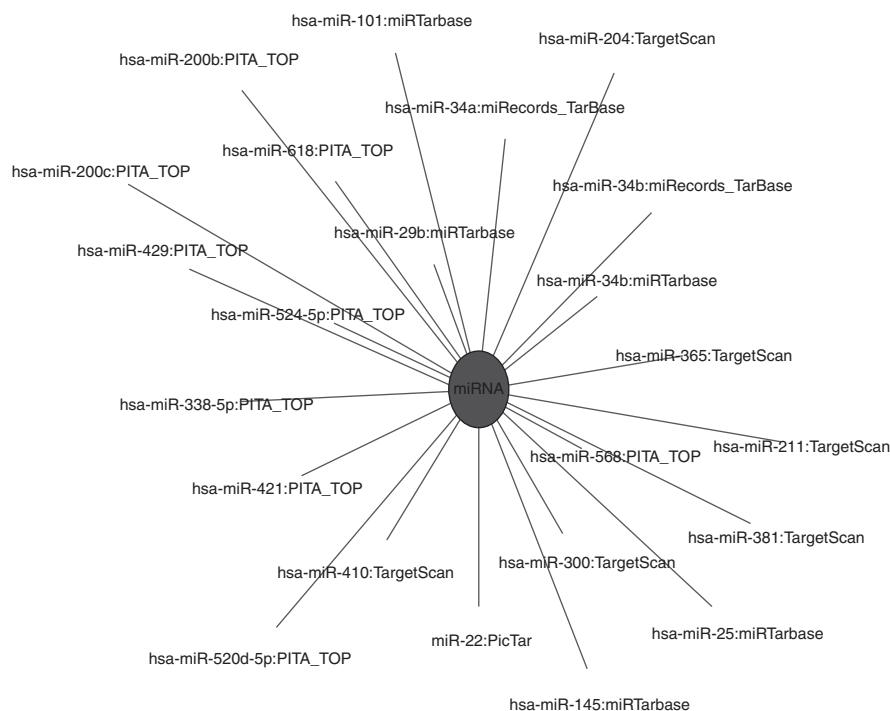 hsa-miR-101:miRTarbase
hsa-miR-204:TargetScan
hsa-miR-200b:PITA_TOP
hsa-miR-34a:miRecords_TarBase
hsa-miR-618:PITA_TOP
hsa-miR-200c:PITA_TOP
hsa-miR-34b:miRecords_TarBase
hsa-miR-29b:miRTarbase
hsa-miR-429:PITA_TOP
hsa-miR-34b:miRTarbase
hsa-miR-524-5p:PITA_TOP
hsa-miR-365:TargetScan
miRNA
hsa-miR-338-5p:PITA_TOP
hsa-miR-211:TargetScan
hsa-miR-568:PITA_TOP
hsa-miR-421:PITA_TOP
hsa-miR-381:TargetScan
hsa-miR-300:TargetScan
hsa-miR-410:TargetScan
hsa-miR-25:miRTarbase
miR-22:PicTar
hsa-miR-520d-5p:PITA_TOP
hsa-miR-145:miRTarbase